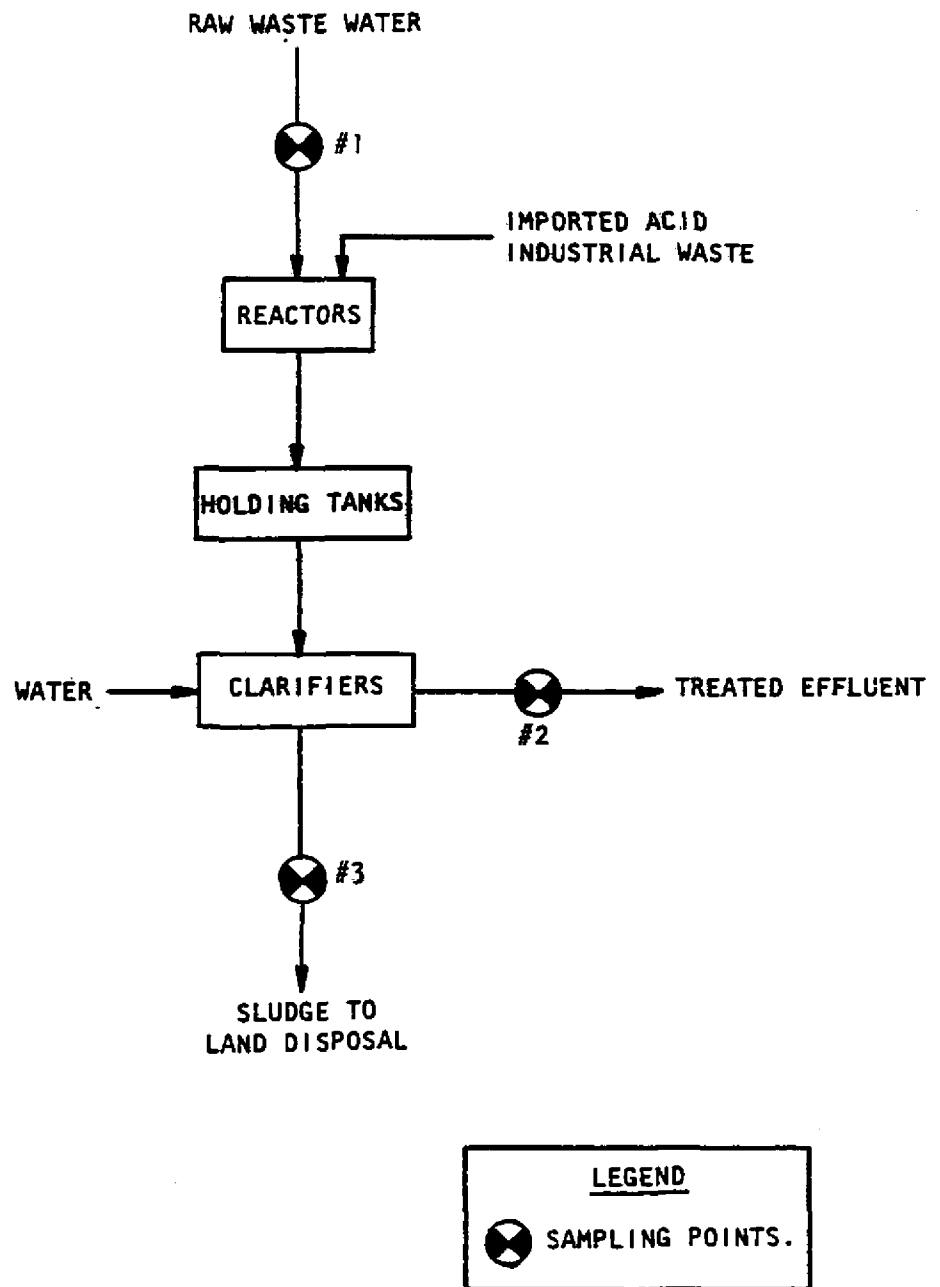 RAW WASTE WATER
#1
IMPORTED ACID
INDUSTRIAL WASTE
REACTORS
HOLDING TANKS
WATER
CLARIFIERS
TREATED EFFLUENT
#2
#3
SLUDGE TO
LAND DISPOSAL
LEGEND
SAMPLING POINTS.